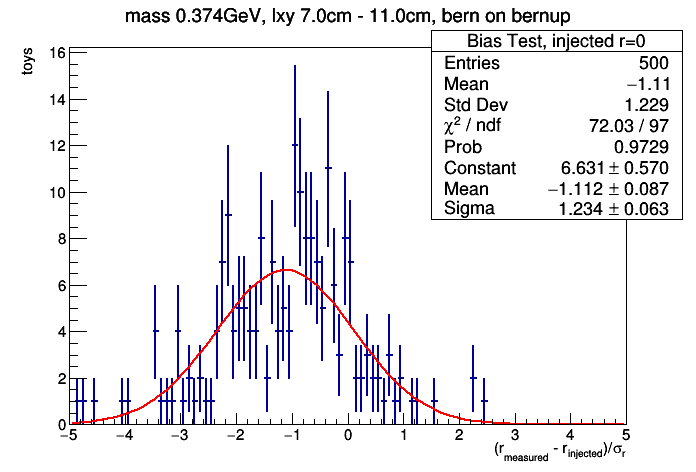 mass 0.374GeV, lxy 7.0cm - 11.0cm, bern on bernup
Bias Test, injected r=0
Entries 500
Mean −1.11
Std Dev 1.229
χ² / ndf 72.03 / 97
Prob 0.9729
Constant 6.631 ± 0.570
Mean −1.112 ± 0.087
Sigma 1.234 ± 0.063
toys
16
14
12
10
8
6
4
2
0
−5 −4 −3 −2 −1 0 1 2 3 4 5
(r_measured - r_injected)/σ_r